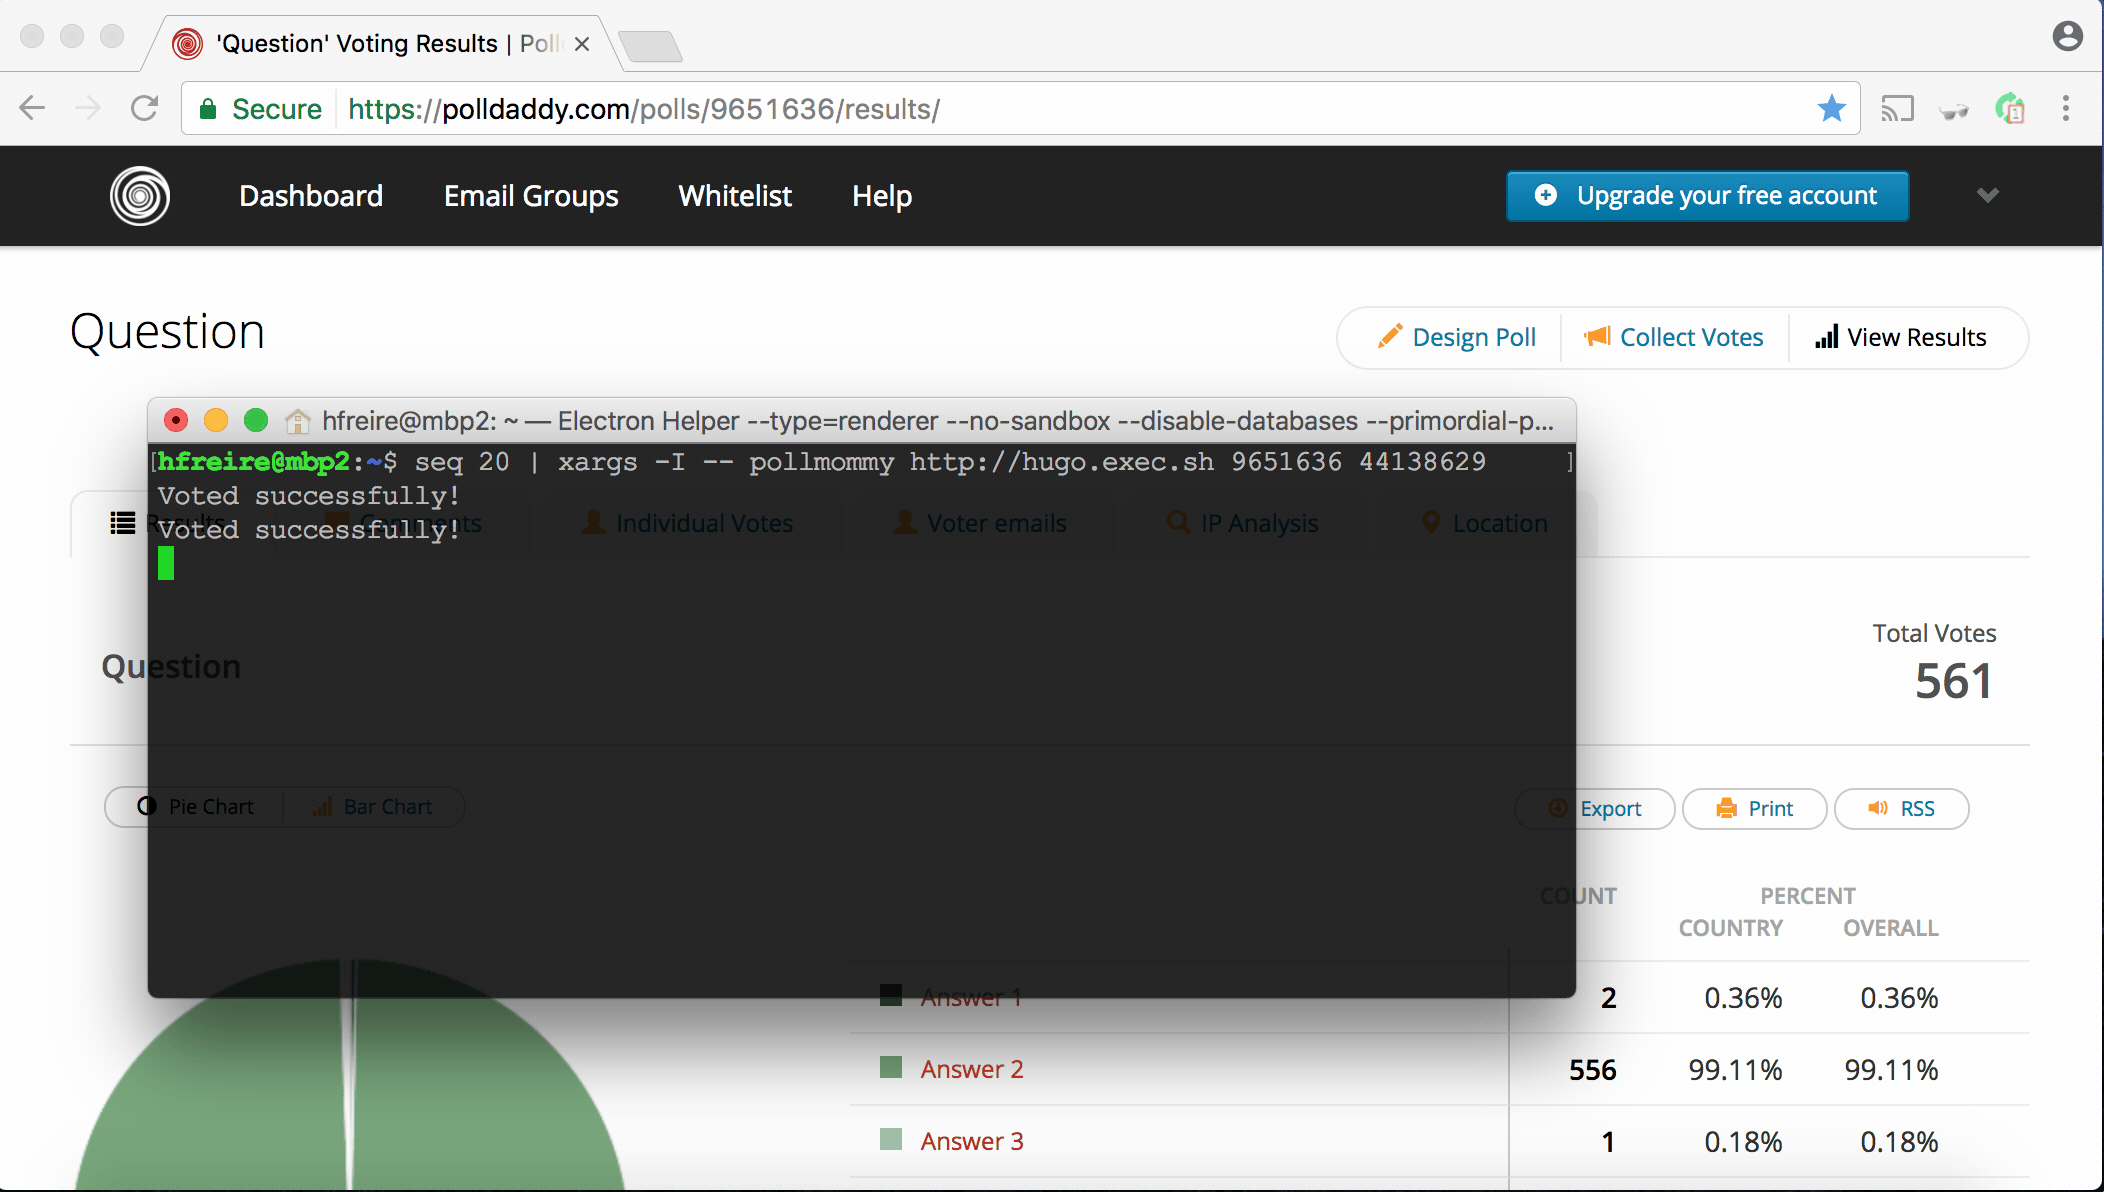 'Question' Voting Results | Poll
Secure https://polldaddy.com/polls/9651636/results/
1
Dashboard Email Groups Whitelist Help Upgrade your free account
Question
Design Poll Collect Votes View Results
hfreire@mbp2: ~ — Electron Helper --type=renderer --no-sandbox --disable-databases --primordial-p...
[hfreire@mbp2:~$ seq 20 | xargs -I -- pollmommy http://hugo.exec.sh 9651636 44138629 ]
Voted successfully!
Results Comments Individual Votes Voter emails IP Analysis Location
Voted successfully!
Total Votes
Question
561
Pie Chart Bar Chart Export Print RSS
COUNT PERCENT
COUNTRY OVERALL
Answer 1 2 0.36% 0.36%
Answer 2 556 99.11% 99.11%
Answer 3 1 0.18% 0.18%